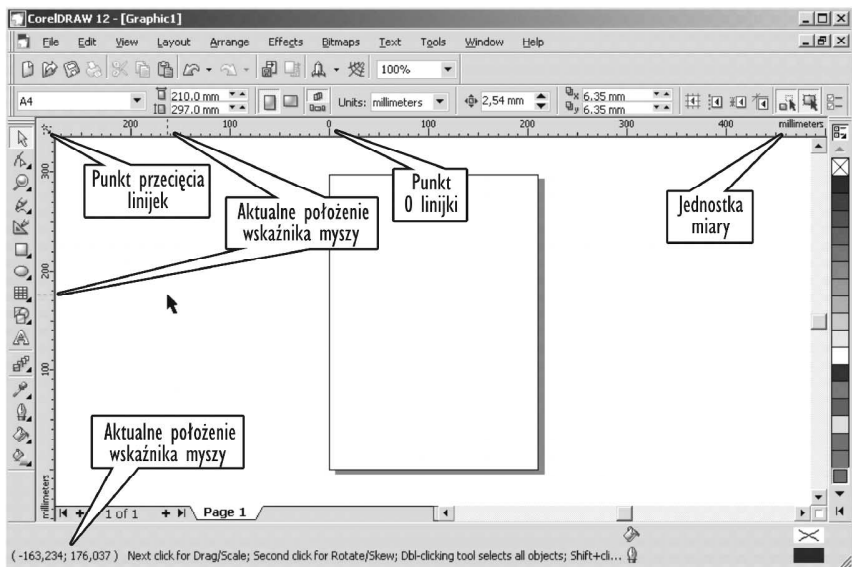 CorelDRAW 12 - [Graphic1]
File Edit View Layout Arrange Effects Bitmaps Text Tools Window Help
100%
A4
210.0 mm
297.0 mm
Units: millimeters
2,54 mm
x 6.35 mm
y 6.35 mm
200 100 0 100 200 300 400 millimeters
300
200
100
millimeters
Punkt przecięcia
linijek
Aktualne położenie
wskaźnika myszy
Punkt
0 linijki
Jednostka
miary
Aktualne położenie
wskaźnika myszy
1 of 1
Page 1
( -163,234; 176,037 ) Next click for Drag/Scale; Second click for Rotate/Skew; Dbl-clicking tool selects all objects; Shift+cli...